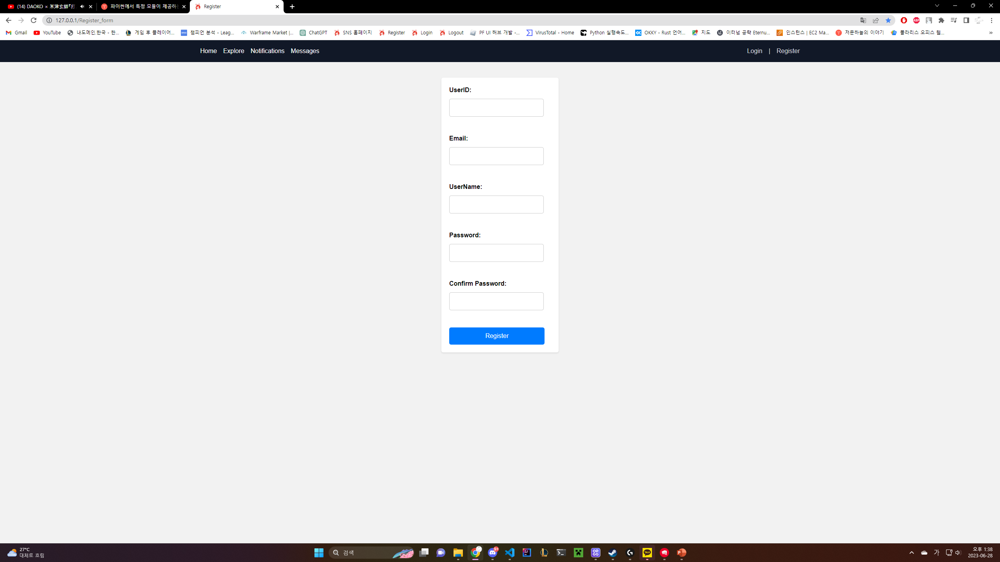 (14) DAOKO × 米津玄師『打
파이썬에서 특정 모듈이 제공하는
Register
127.0.0.1/Register_form
Gmail
YouTube
내도메인.한국 - 한...
게임 후 플레이어...
챔피언 분석 - Leag...
Warframe Market |...
ChatGPT
SNS 홈페이지
Register
Login
Logout
PF UI 허브 개발 -...
VirusTotal - Home
Python 실행속도...
OKKY - Rust 언어...
지도
이터널 공략 Eternu...
인스턴스 | EC2 Ma...
저문하늘의 이야기
폴라리스 오피스 웹...
Home Explore Notifications Messages
Login | Register
UserID:
Email:
UserName:
Password:
Confirm Password:
Register
27°C
대체로 흐림
검색
9+
가
오후 1:38
2023-06-28